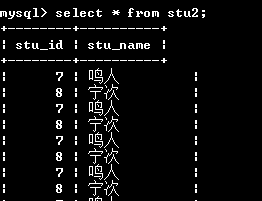 mysql> select * from stu2;
+--------+----------+
| stu_id | stu_name |
+--------+----------+
| 7 | 鸣人 |
| 8 | 宁次 |
| 7 | 鸣人 |
| 8 | 宁次 |
| 7 | 鸣人 |
| 8 | 宁次 |
| 7 | 鸣人 |
| 8 | 宁次 |